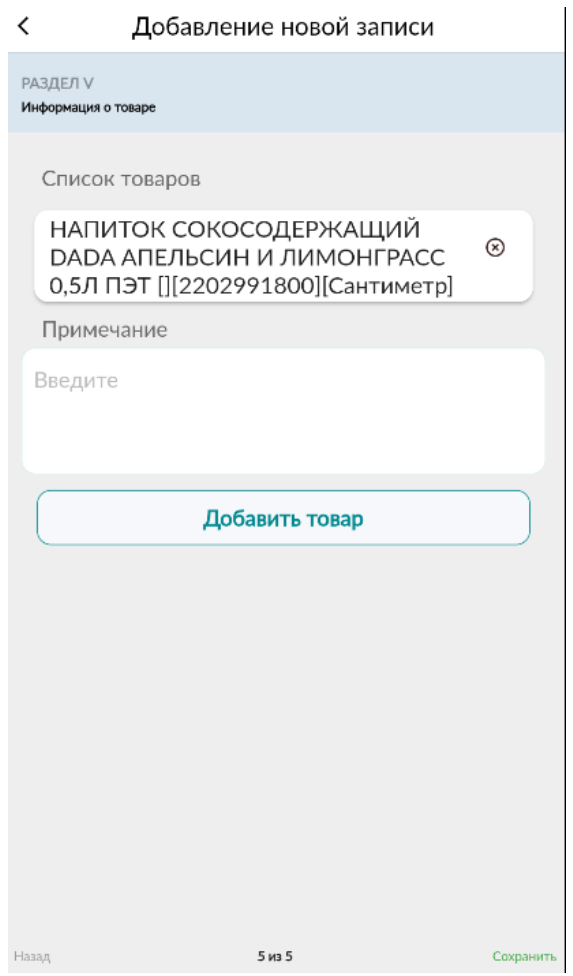 Добавление новой записи
РАЗДЕЛ V
Информация о товаре
Список товаров
НАПИТОК СОКОСОДЕРЖАЩИЙ
DADA АПЕЛЬСИН И ЛИМОНГРАСС
0,5Л ПЭТ [][2202991800][Сантиметр]
Примечание
Введите
Добавить товар
Назад
5 из 5
Сохранить